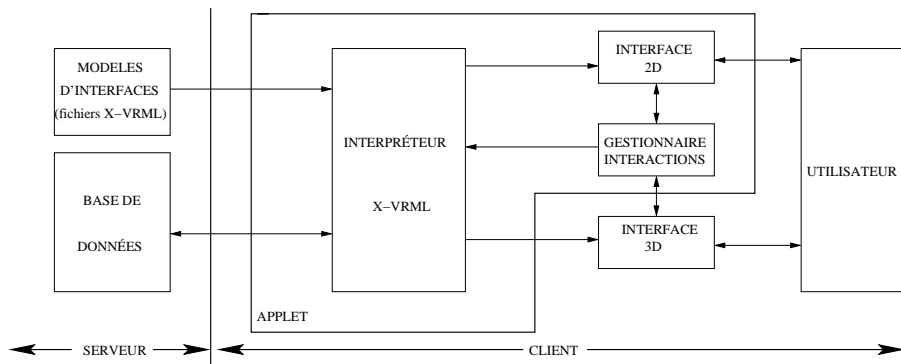 MODELES
D'INTERFACES
(fichiers X−VRML)
BASE DE
DONNÉES
INTERPRÉTEUR
X−VRML
INTERFACE
2D
GESTIONNAIRE
INTERACTIONS
INTERFACE
3D
UTILISATEUR
APPLET
SERVEUR
CLIENT